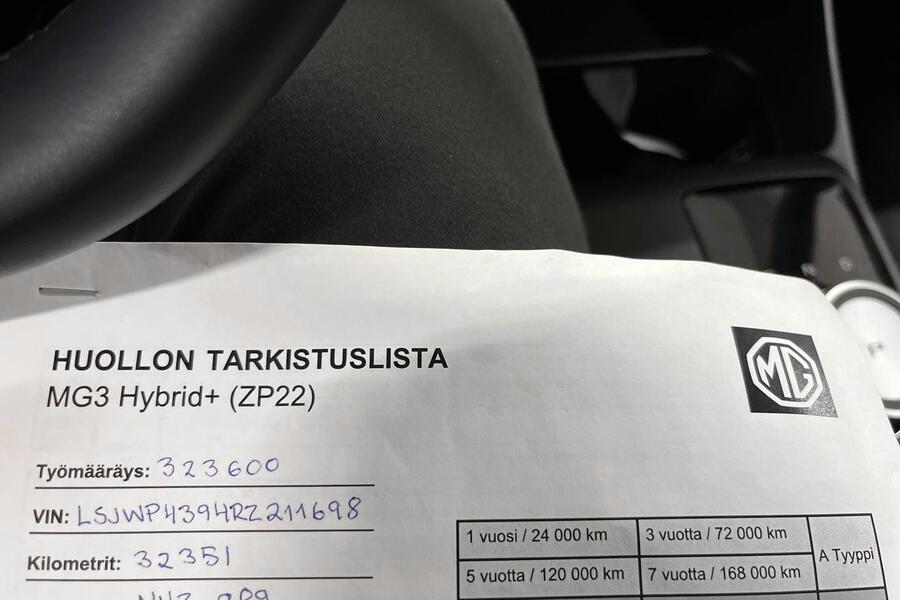 HUOLLON TARKISTUSLISTA
MG3 Hybrid+ (ZP22)
MG
Työmääräys: 323600
VIN: LSJWP4394RZ211698
Kilometrit: 32351
1 vuosi / 24 000 km
3 vuotta / 72 000 km
A Tyyppi
5 vuotta / 120 000 km
7 vuotta / 168 000 km